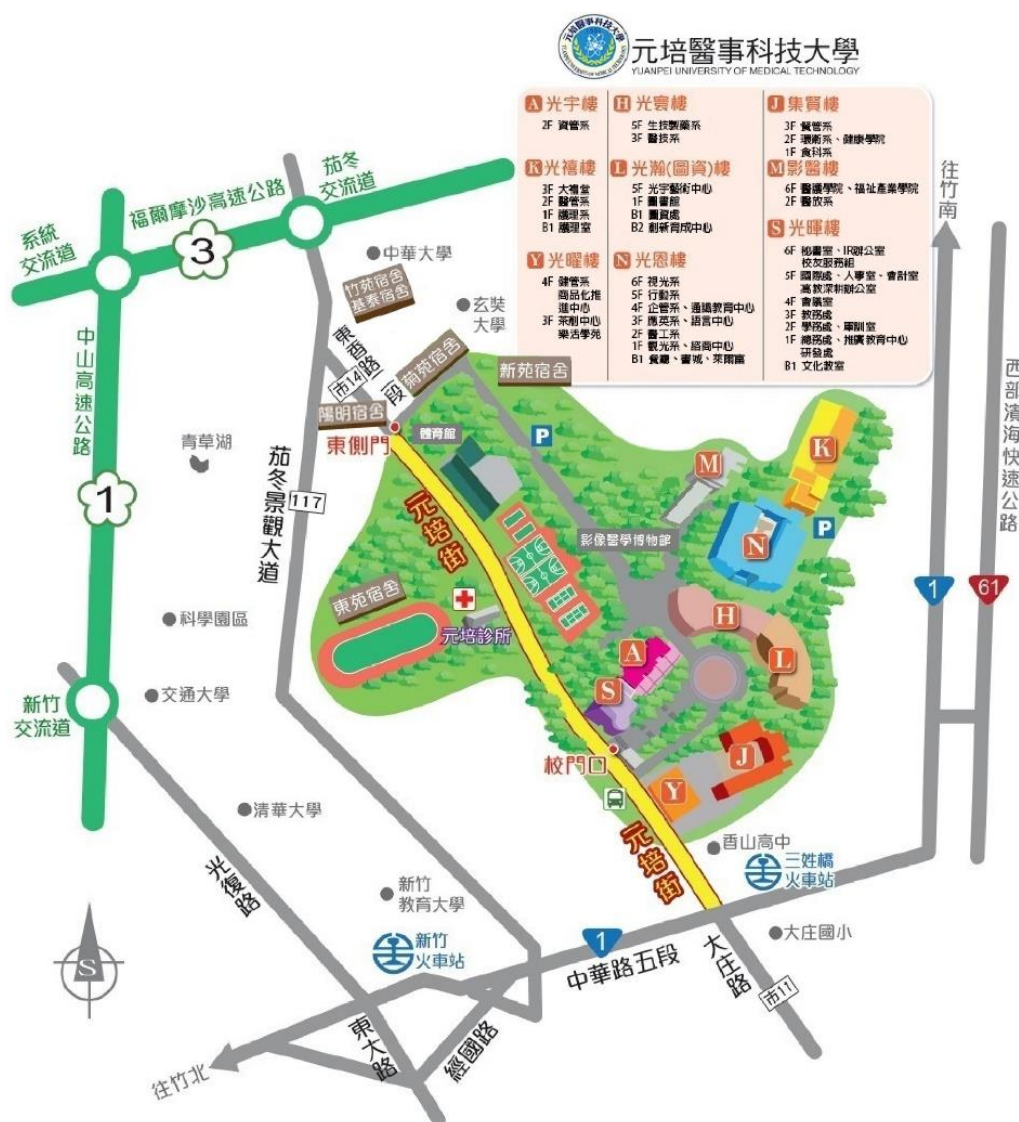 元培醫事科技大學
YUANPEI UNIVERSITY OF MEDICAL TECHNOLOGY
A 光宇樓
2F 資管系
K 光禧樓
3F 大禮堂
2F 醫管系
1F 護理系
B1 護理室
Y 光曜樓
4F 健管系
商品化推
進中心
3F 茶創中心
樂活學苑
H 光寰樓
5F 生技製藥系
3F 醫技系
L 光瀚(圖資)樓
5F 光宇藝術中心
1F 圖書館
B1 圖資處
B2 創新育成中心
N 光恩樓
6F 視光系
5F 行動系
4F 企管系、通識教育中心
3F 應英系、語言中心
2F 醫工系
1F 觀光系、諮商中心
B1 餐廳、書城、萊爾富
J 集賢樓
3F 餐管系
2F 環衛系、健康學院
1F 食科系
M 影醫樓
6F 醫護學院、福祉產業學院
2F 醫放系
S 光暉樓
6F 秘書室、IR辦公室
校友服務組
5F 國際處、人事室、會計室
高教深耕辦公室
4F 會議室
3F 教務處
2F 學務處、軍訓室
1F 總務處、推廣教育中心
研發處
B1 文化教室
往竹南
茄冬
交流道
福爾摩沙高速公路
系統
交流道
3
中華大學
竹苑宿舍
基泰宿舍
玄奘
大學
東香路一段
市14
菊苑宿舍
新苑宿舍
陽明宿舍
東側門
體育館
P
M
K
中山高速公路
1
青草湖
茄冬景觀大道
117
元培街
影像醫學博物館
N
P
西部濱海快速公路
1
61
東苑宿舍
科學園區
元培診所
H
A
L
S
交通大學
新竹
交流道
校門口
J
Y
清華大學
元培街
香山高中
三姓橋
火車站
光復路
新竹
教育大學
新竹
火車站
1
中華路五段
大庄路
大庄國小
市11
S
東大路
經國路
往竹北